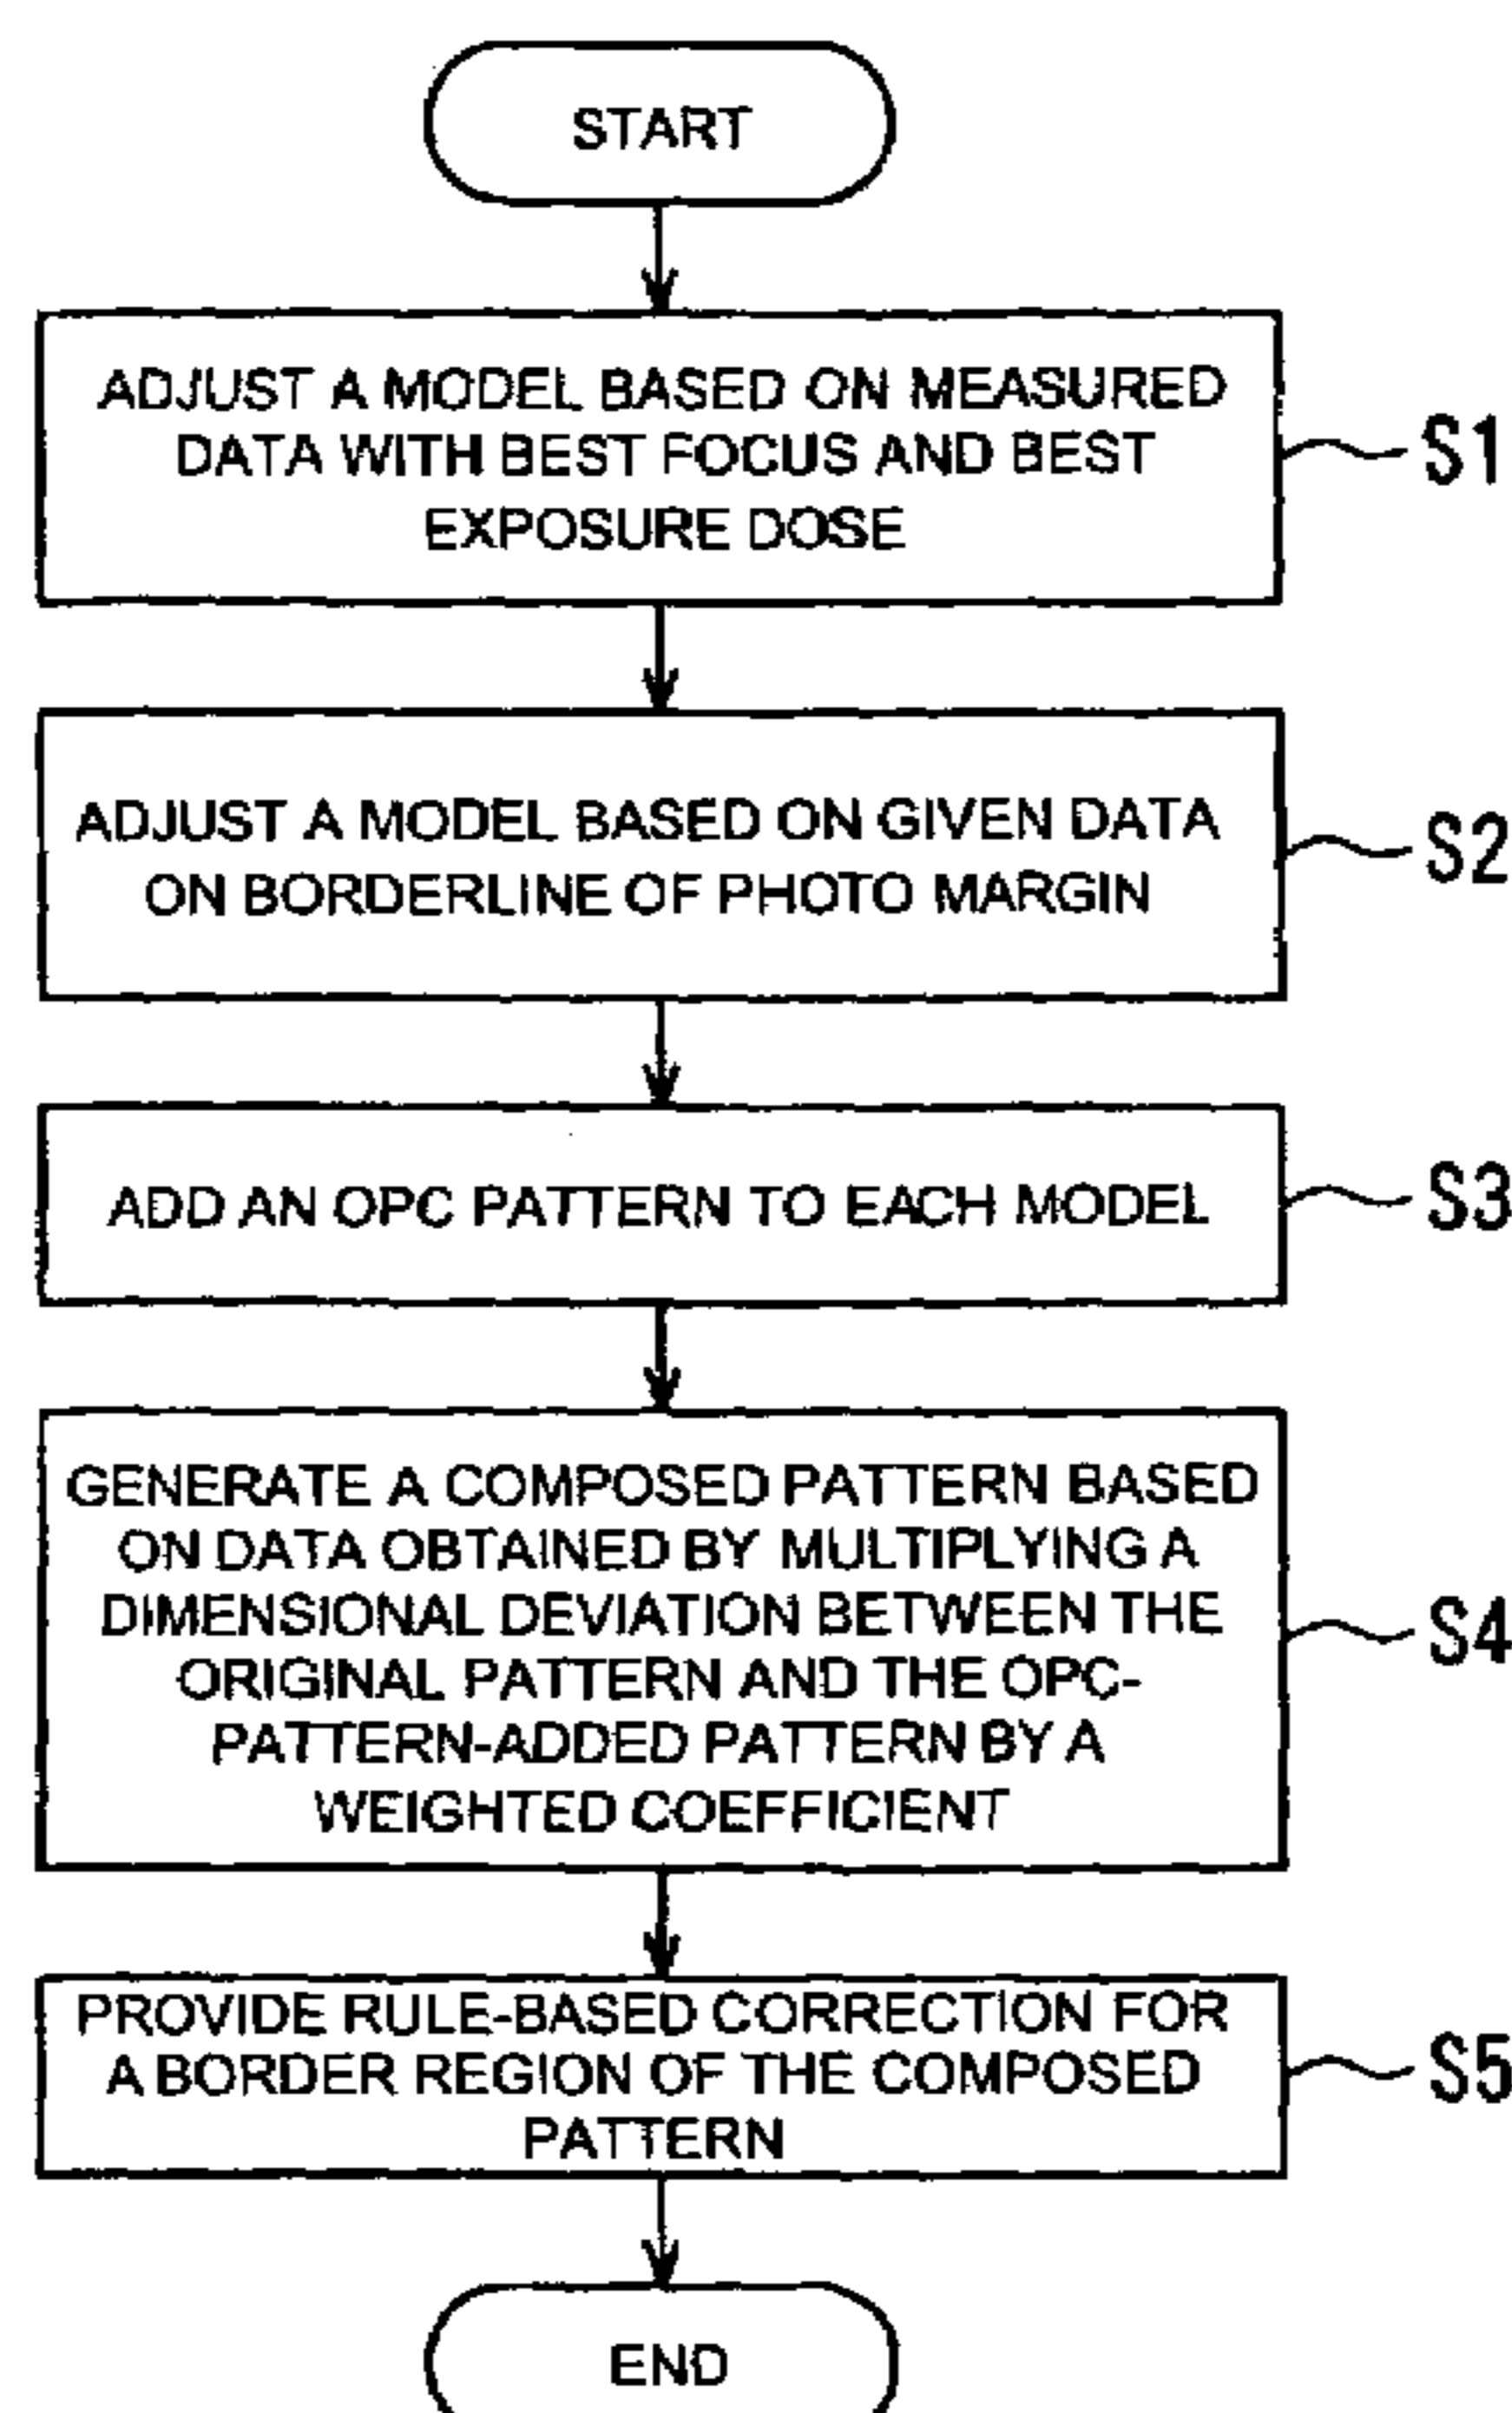 START
ADJUST A MODEL BASED ON MEASURED
DATA WITH BEST FOCUS AND BEST
EXPOSURE DOSE
S1
ADJUST A MODEL BASED ON GIVEN DATA
ON BORDERLINE OF PHOTO MARGIN
S2
ADD AN OPC PATTERN TO EACH MODEL
S3
GENERATE A COMPOSED PATTERN BASED
ON DATA OBTAINED BY MULTIPLYING A
DIMENSIONAL DEVIATION BETWEEN THE
ORIGINAL PATTERN AND THE OPC-
PATTERN-ADDED PATTERN BY A
WEIGHTED COEFFICIENT
S4
PROVIDE RULE-BASED CORRECTION FOR
A BORDER REGION OF THE COMPOSED
PATTERN
S5
END